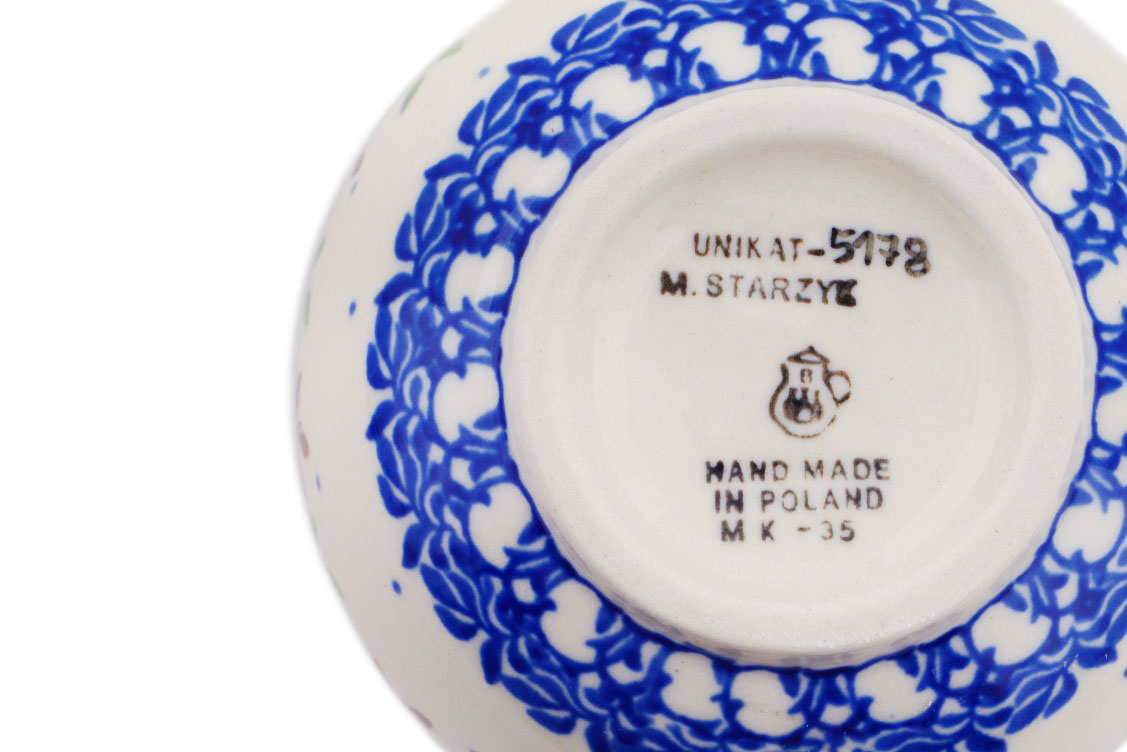 UNIKAT-5178
M. STARZYK
B
HAND MADE
IN POLAND
MK-35